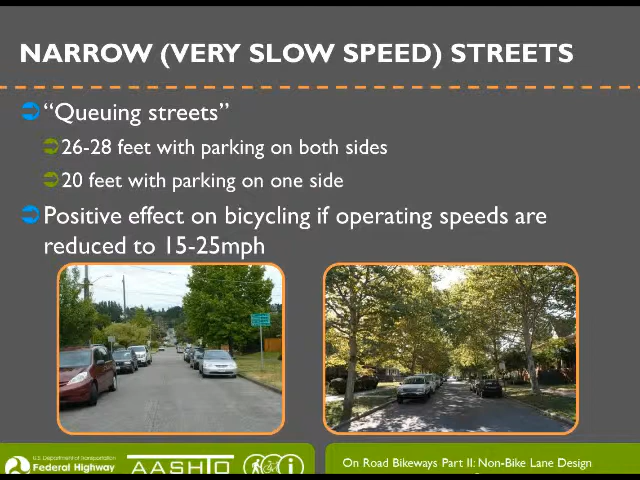 NARROW (VERY SLOW SPEED) STREETS
“Queuing streets”
26-28 feet with parking on both sides
20 feet with parking on one side
Positive effect on bicycling if operating speeds are
reduced to 15-25mph
U.S. Department of Transportation
Federal Highway
AASHTO
On Road Bikeways Part II: Non-Bike Lane Design